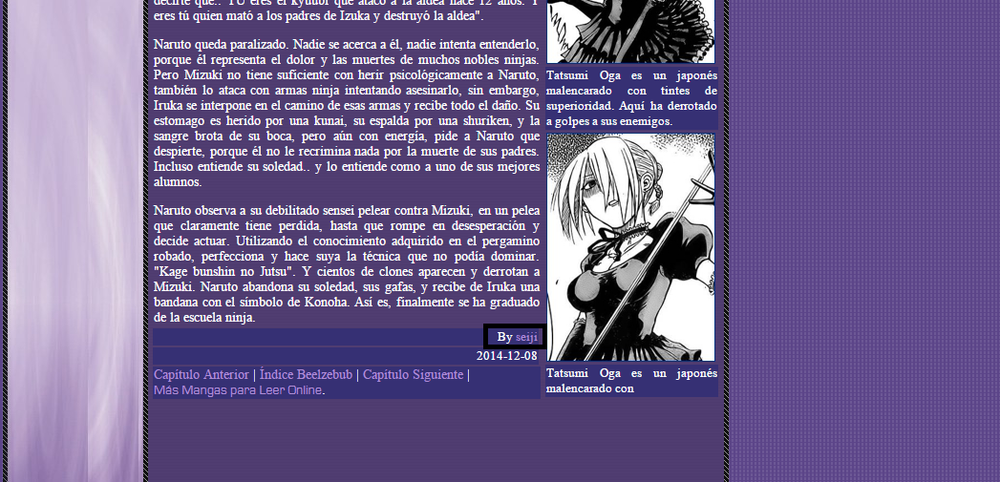 decirte que.. TÚ eres el kyuubi que atacó a la aldea hace 12 años. Y
eres tú quien mató a los padres de Izuka y destruyó la aldea".
Naruto queda paralizado. Nadie se acerca a él, nadie intenta entenderlo,
porque él representa el dolor y las muertes de muchos nobles ninjas.
Pero Mizuki no tiene suficiente con herir psicológicamente a Naruto,
también lo ataca con armas ninja intentando asesinarlo, sin embargo,
Iruka se interpone en el camino de esas armas y recibe todo el daño. Su
estomago es herido por una kunai, su espalda por una shuriken, y la
sangre brota de su boca, pero aún con energía, pide a Naruto que
despierte, porque él no le recrimina nada por la muerte de sus padres.
Incluso entiende su soledad.. y lo entiende como a uno de sus mejores
alumnos.
Naruto observa a su debilitado sensei pelear contra Mizuki, en un pelea
que claramente tiene perdida, hasta que rompe en desesperación y
decide actuar. Utilizando el conocimiento adquirido en el pergamino
robado, perfecciona y hace suya la técnica que no podía dominar.
"Kage bunshin no Jutsu". Y cientos de clones aparecen y derrotan a
Mizuki. Naruto abandona su soledad, sus gafas, y recibe de Iruka una
bandana con el símbolo de Konoha. Así es, finalmente se ha graduado
de la escuela ninja.
By seiji
2014-12-08
Capítulo Anterior | Índice Beelzebub | Capítulo Siguiente |
Más Mangas para Leer Online.
Tatsumi Oga es un japonés
malencarado con tintes de
superioridad. Aquí ha derrotado
a golpes a sus enemigos.
Tatsumi Oga es un japonés
malencarado con